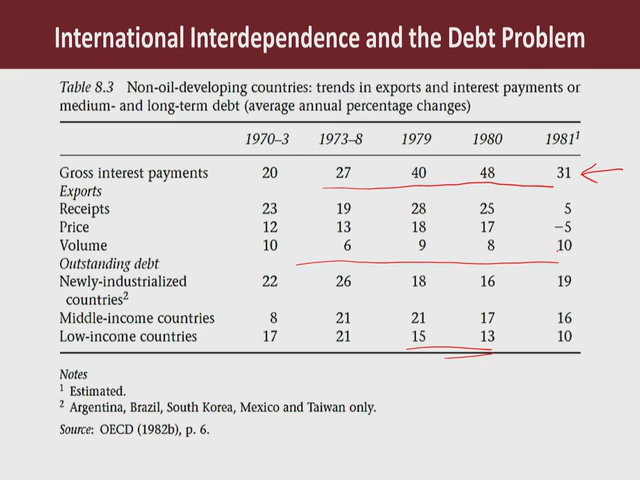 International Interdependence and the Debt Problem
Table 8.3 Non-oil-developing countries: trends in exports and interest payments or
medium- and long-term debt (average annual percentage changes)
1970–3 1973–8 1979 1980 1981¹
Gross interest payments 20 27 40 48 31
Exports
Receipts 23 19 28 25 5
Price 12 13 18 17 −5
Volume 10 6 9 8 10
Outstanding debt
Newly-industrialized 22 26 18 16 19
countries²
Middle-income countries 8 21 21 17 16
Low-income countries 17 21 15 13 10
Notes
¹ Estimated.
² Argentina, Brazil, South Korea, Mexico and Taiwan only.
Source: OECD (1982b), p. 6.